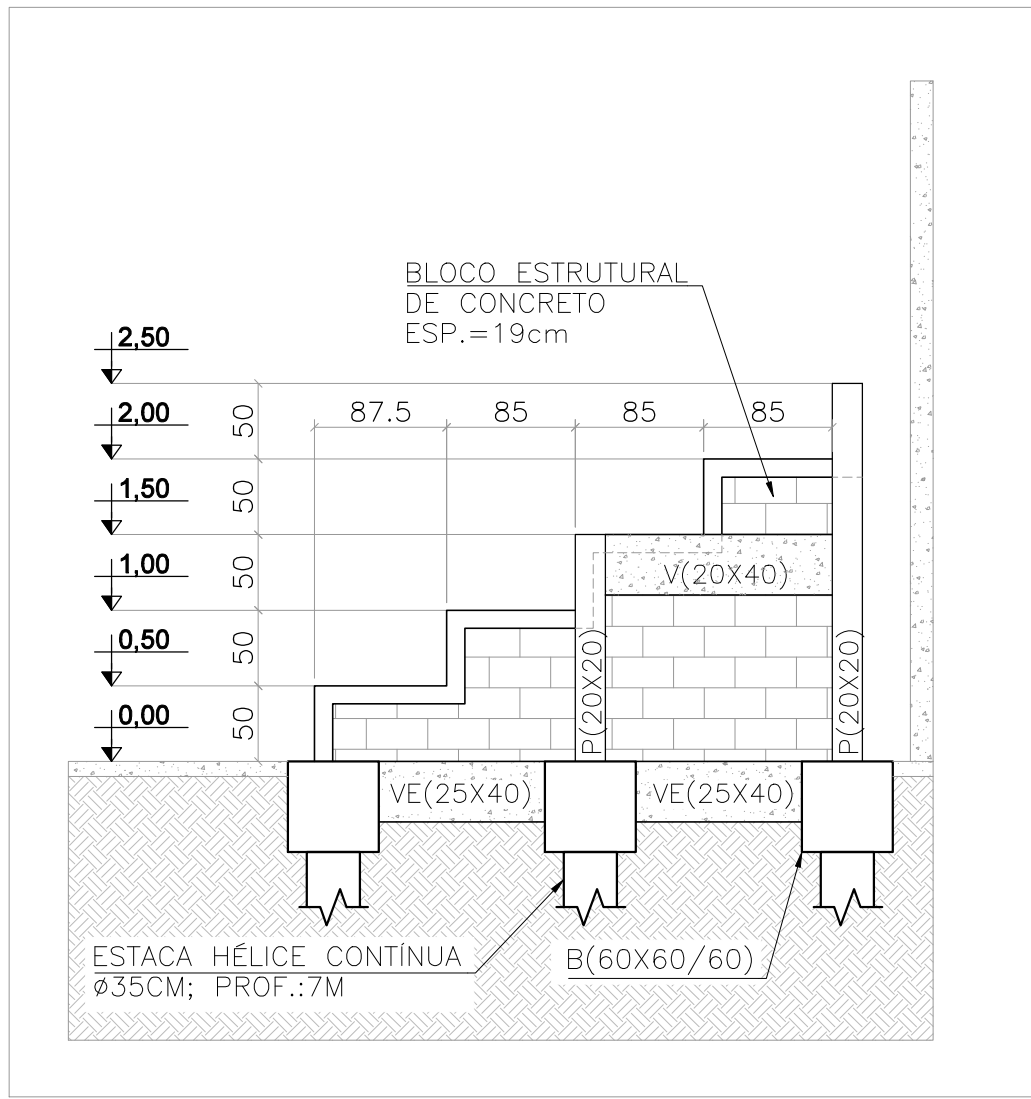 BLOCO ESTRUTURAL
DE CONCRETO
ESP.=19cm
2,50
2,00
1,50
1,00
0,50
0,00
50
50
50
50
50
87.5
85
85
85
V(20X40)
P(20X20)
P(20X20)
VE(25X40)
VE(25X40)
ESTACA HÉLICE CONTÍNUA
Ø35CM; PROF.:7M
B(60X60/60)